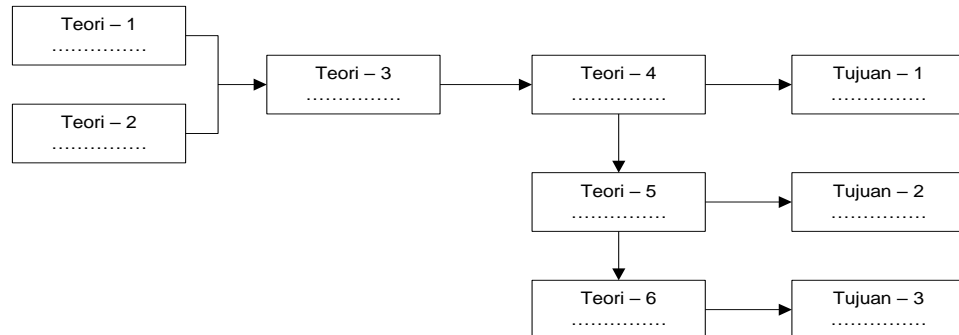 Teori – 1
……………
Teori – 2
……………
Teori – 3
……………
Teori – 4
……………
Tujuan – 1
……………
Teori – 5
……………
Tujuan – 2
……………
Teori – 6
……………
Tujuan – 3
……………